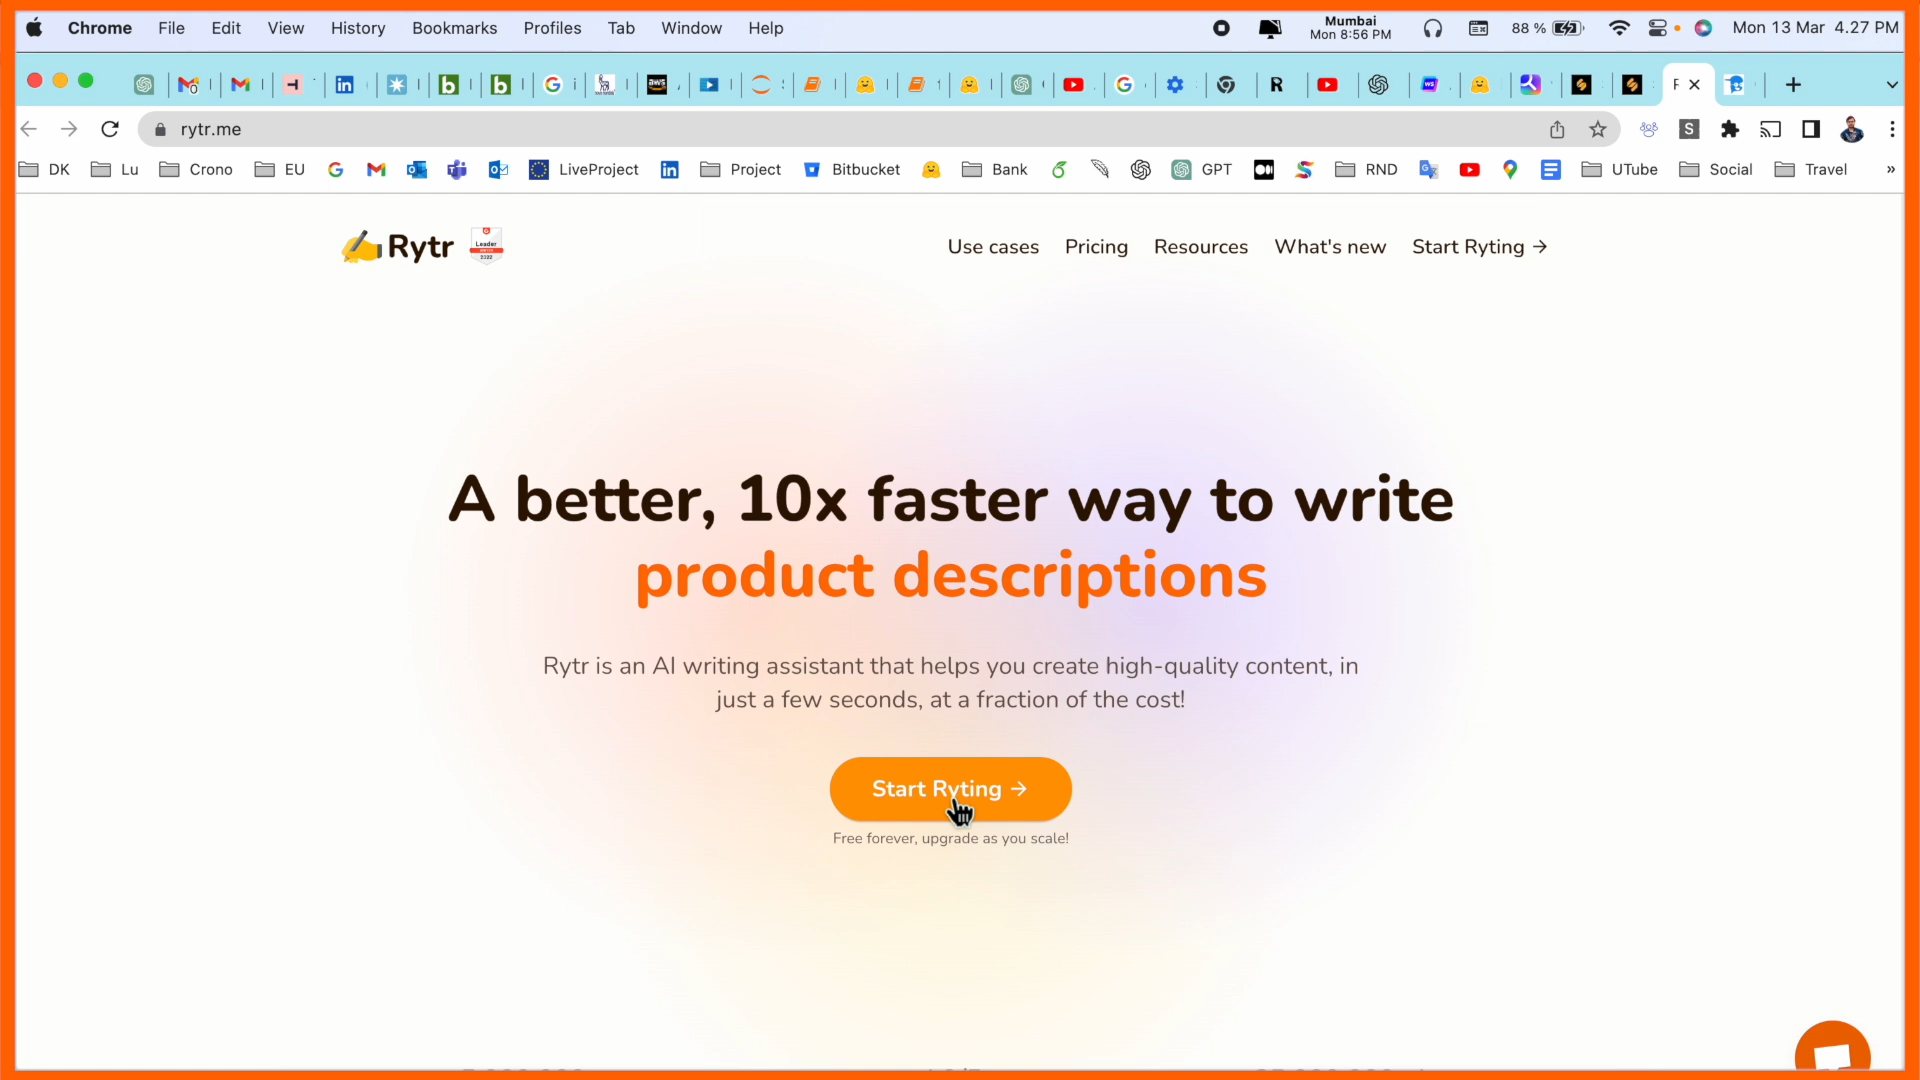 Chrome File Edit View History Bookmarks Profiles Tab Window Help
Mumbai
Mon 8:56 PM
88 %
Mon 13 Mar 4.27 PM
rytr.me
DK Lu Crono EU LiveProject Project Bitbucket Bank GPT RND UTube Social Travel »
Rytr
Leader
2022
Use cases Pricing Resources What's new Start Ryting →
A better, 10x faster way to write
product descriptions
Rytr is an AI writing assistant that helps you create high-quality content, in
just a few seconds, at a fraction of the cost!
Start Ryting →
Free forever, upgrade as you scale!